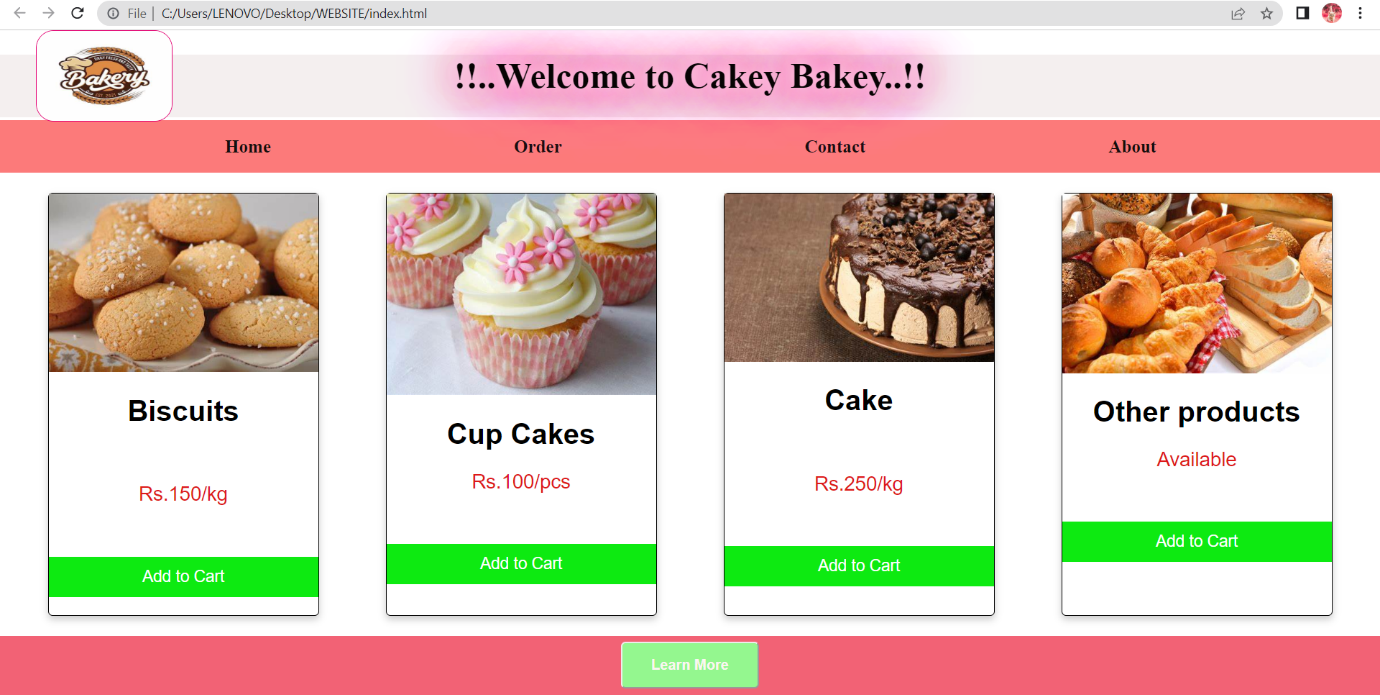 File | C:/Users/LENOVO/Desktop/WEBSITE/index.html
Bakery
!!..Welcome to Cakey Bakey..!!
Home Order Contact About
Biscuits
Rs.150/kg
Add to Cart
Cup Cakes
Rs.100/pcs
Add to Cart
Cake
Rs.250/kg
Add to Cart
Other products
Available
Add to Cart
Learn More